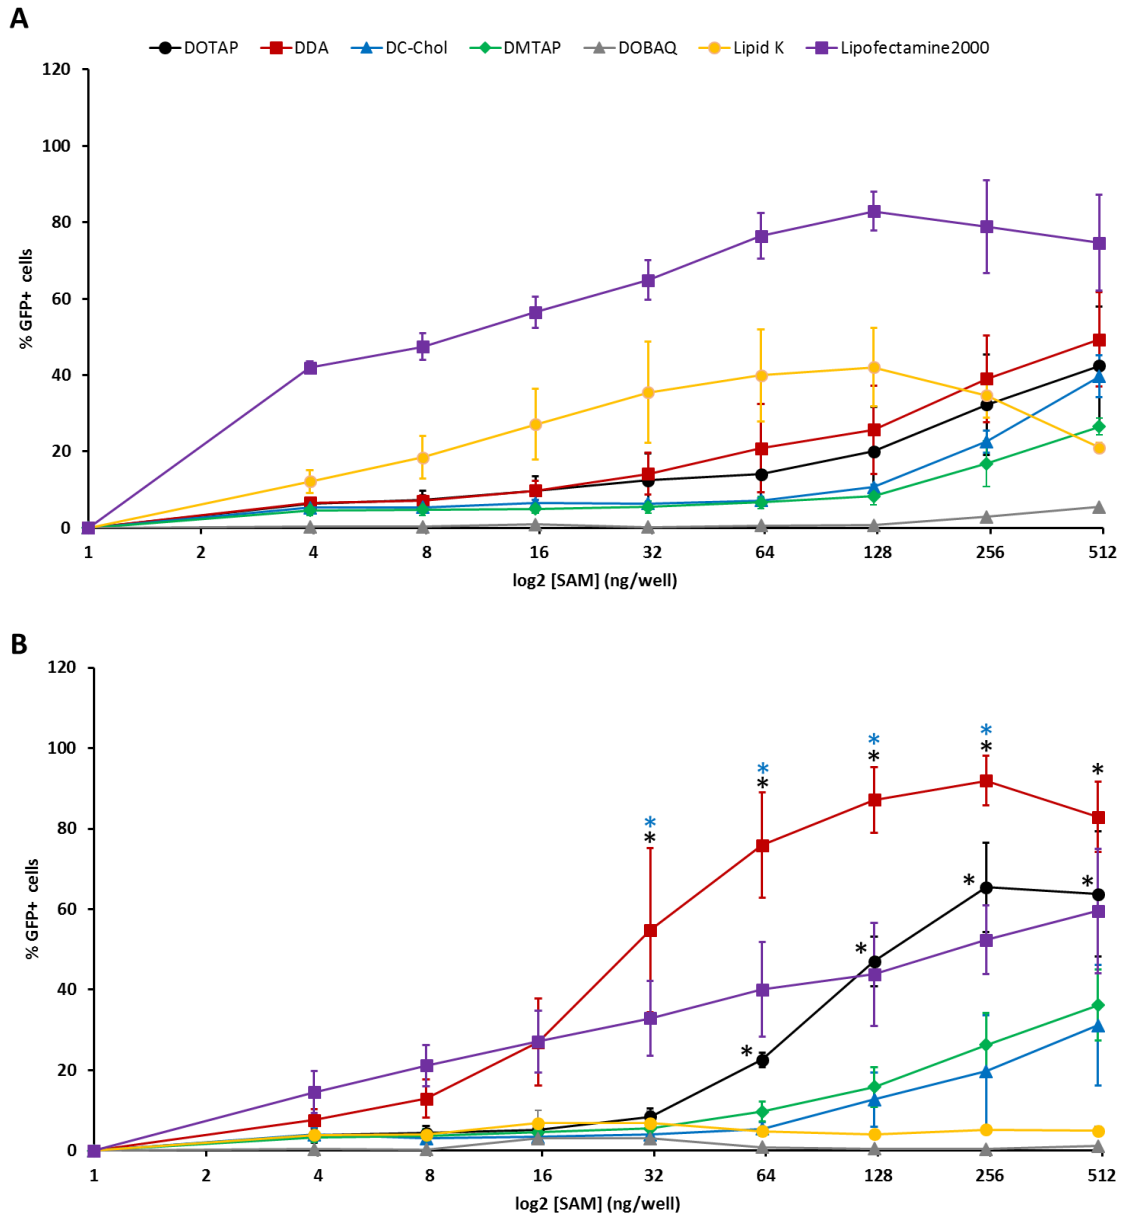 A
DOTAP DDA DC-Chol DMTAP DOBAQ Lipid K Lipofectamine2000
120
100
80
60
40
20
0
% GFP+ cells
1 2 4 8 16 32 64 128 256 512
log2 [SAM] (ng/well)
B
120
100
80
60
40
20
0
% GFP+ cells
* * * * * * * * * * * * *
1 2 4 8 16 32 64 128 256 512
log2 [SAM] (ng/well)